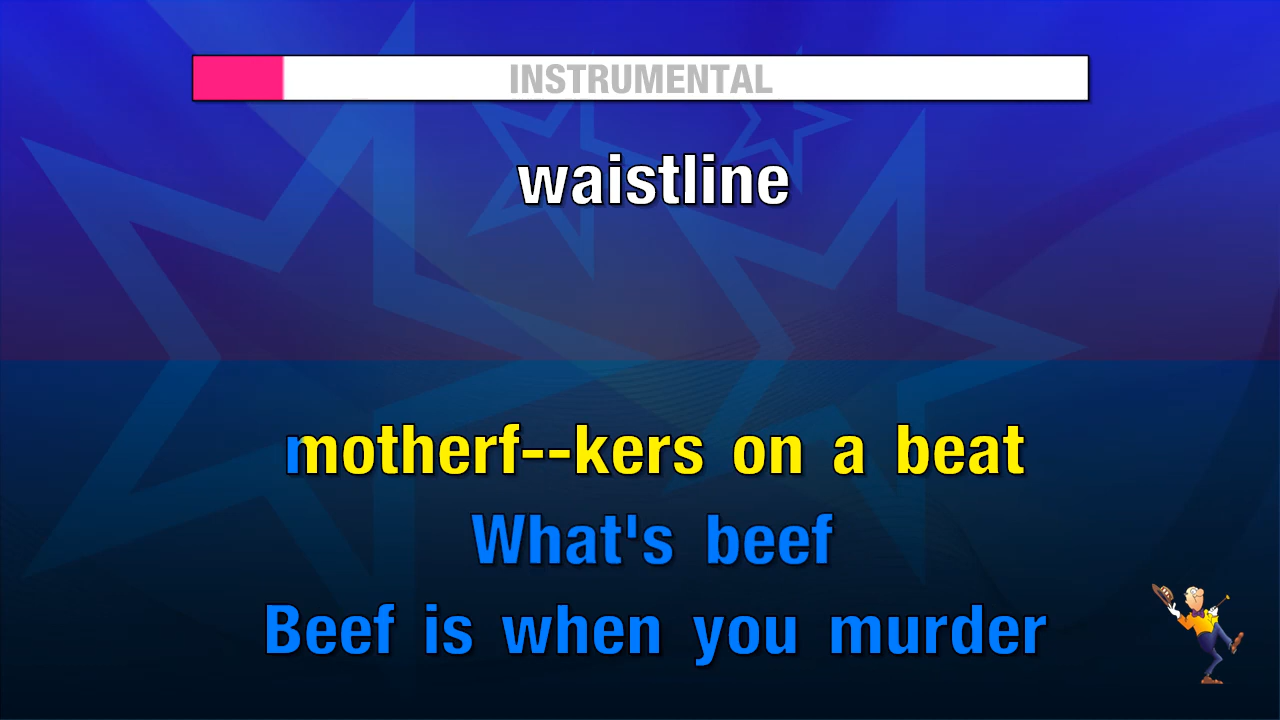 INSTRUMENTAL
waistline
motherf--kers on a beat
What's beef
Beef is when you murder